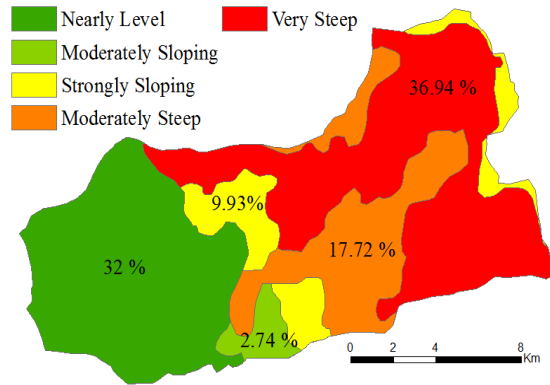 Nearly Level
Very Steep
Moderately Sloping
Strongly Sloping
Moderately Steep
36.94 %
9.93%
32 %
17.72 %
2.74 %
0 2 4 8
Km